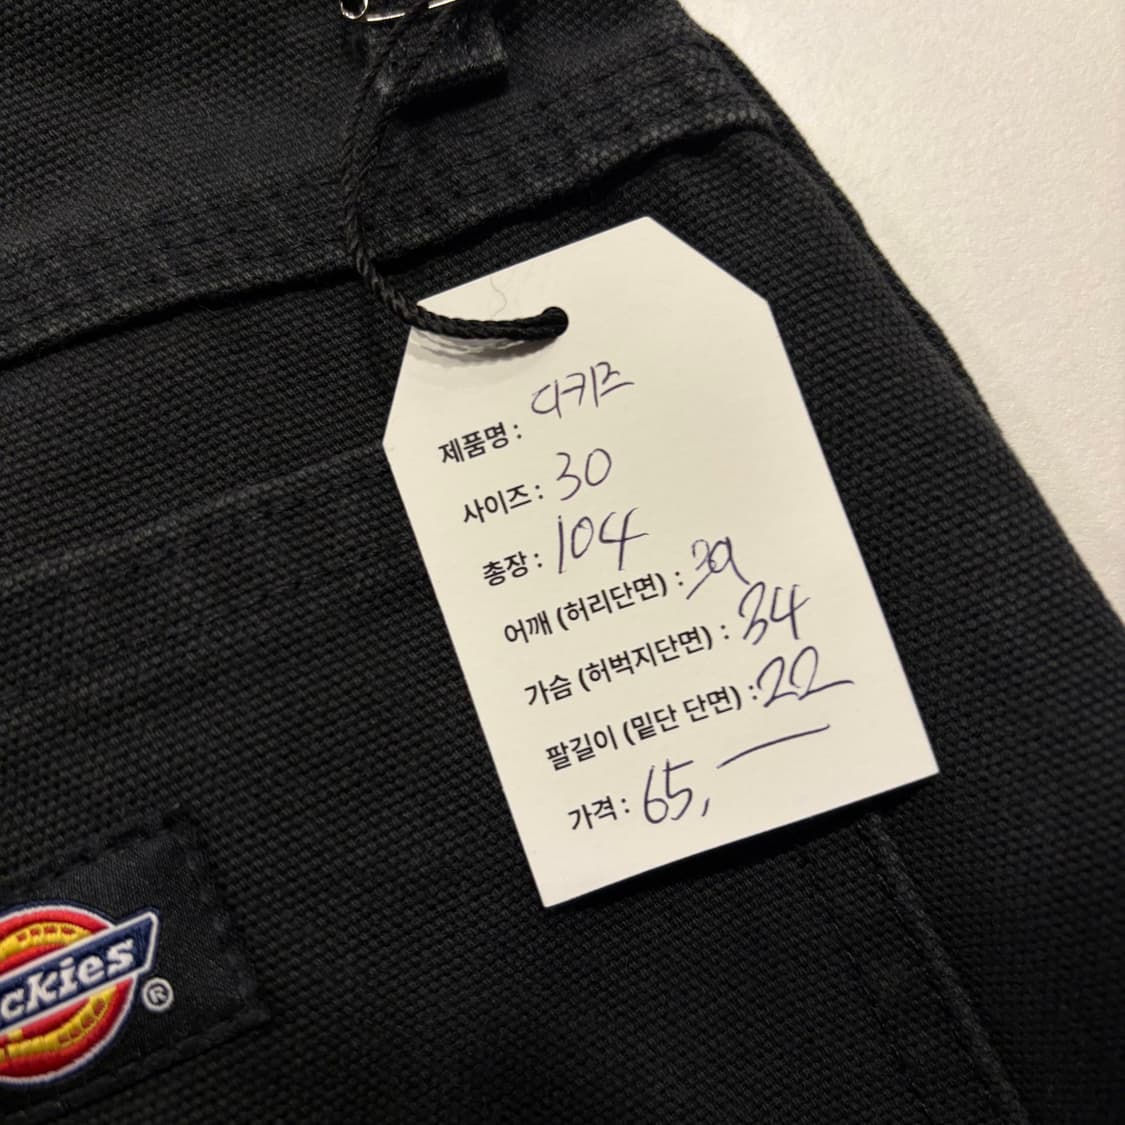 제품명 : 디키즈
사이즈 : 30
총장 : 104
어깨 (허리단면) : 39
가슴 (허벅지단면) : 34
팔길이 (밑단 단면) : 22
가격 : 65,—
ckies®